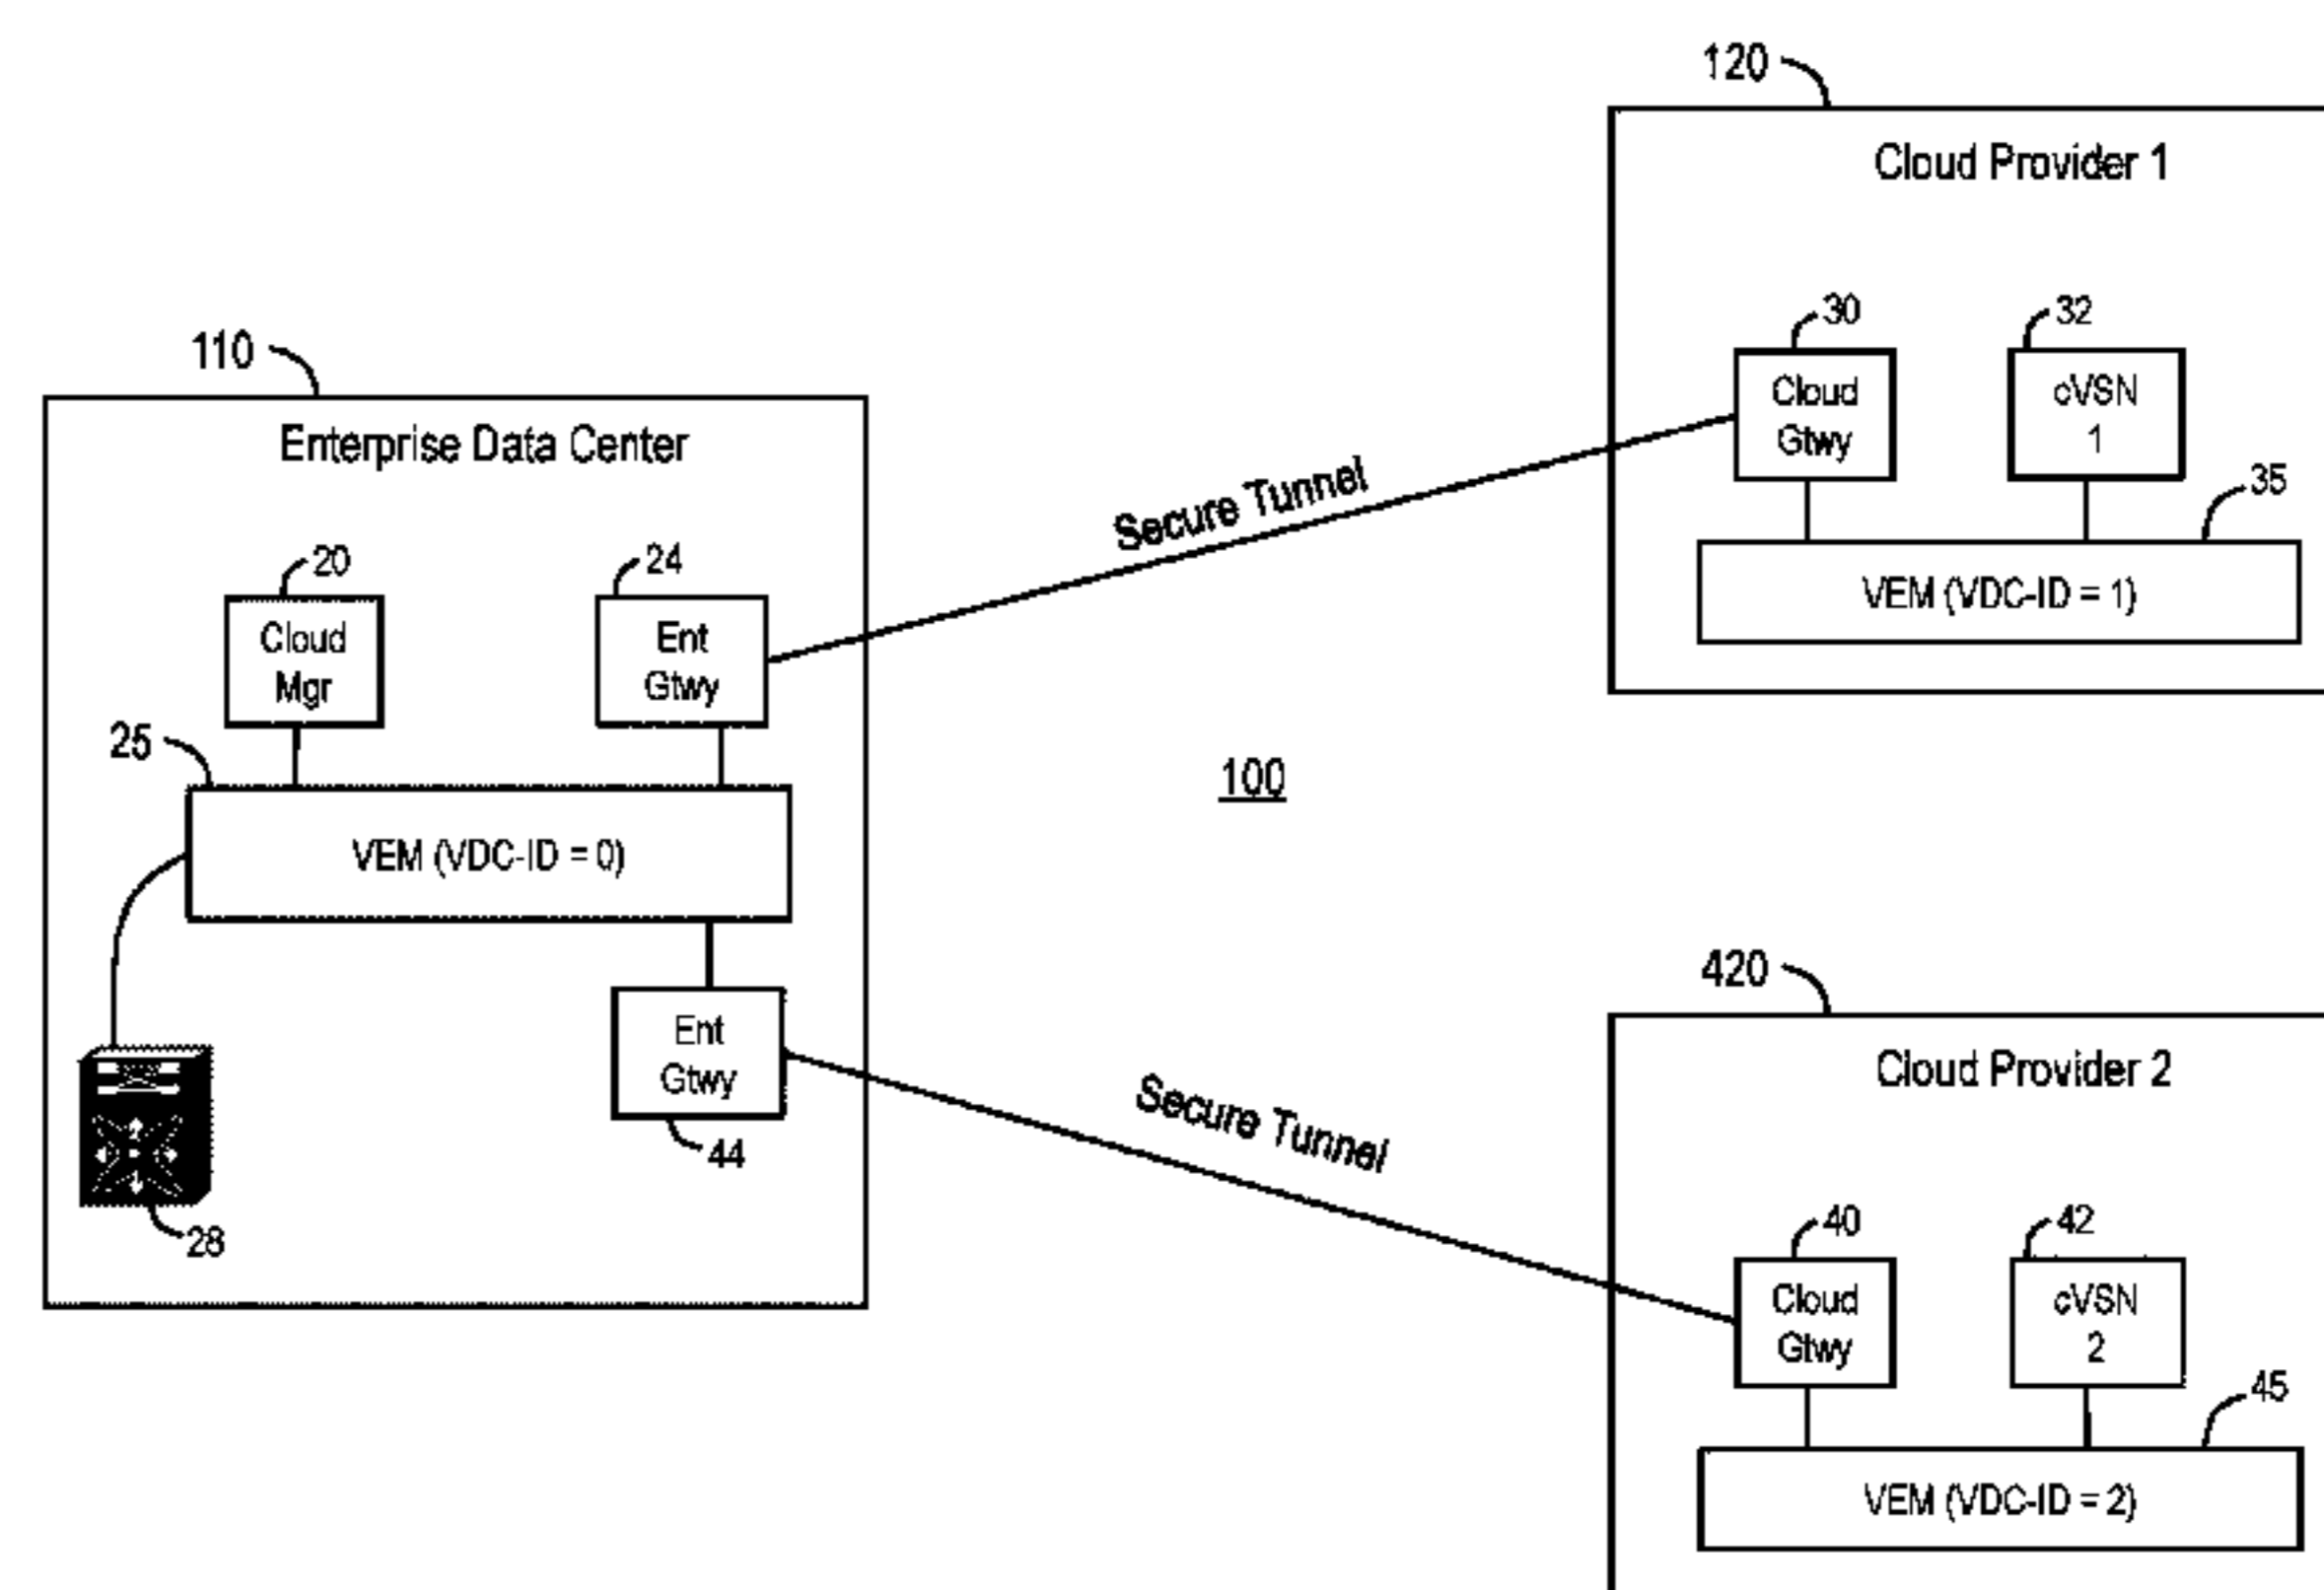 120
Cloud Provider 1
30
32
Cloud
Gtwy
cVSN
1
35
VEM (VDC-ID = 1)
Secure Tunnel
110
Enterprise Data Center
20
24
Cloud
Mgr
Ent
Gtwy
25
VEM (VDC-ID = 0)
Ent
Gtwy
44
28
100
Secure Tunnel
420
Cloud Provider 2
40
42
Cloud
Gtwy
cVSN
2
45
VEM (VDC-ID = 2)